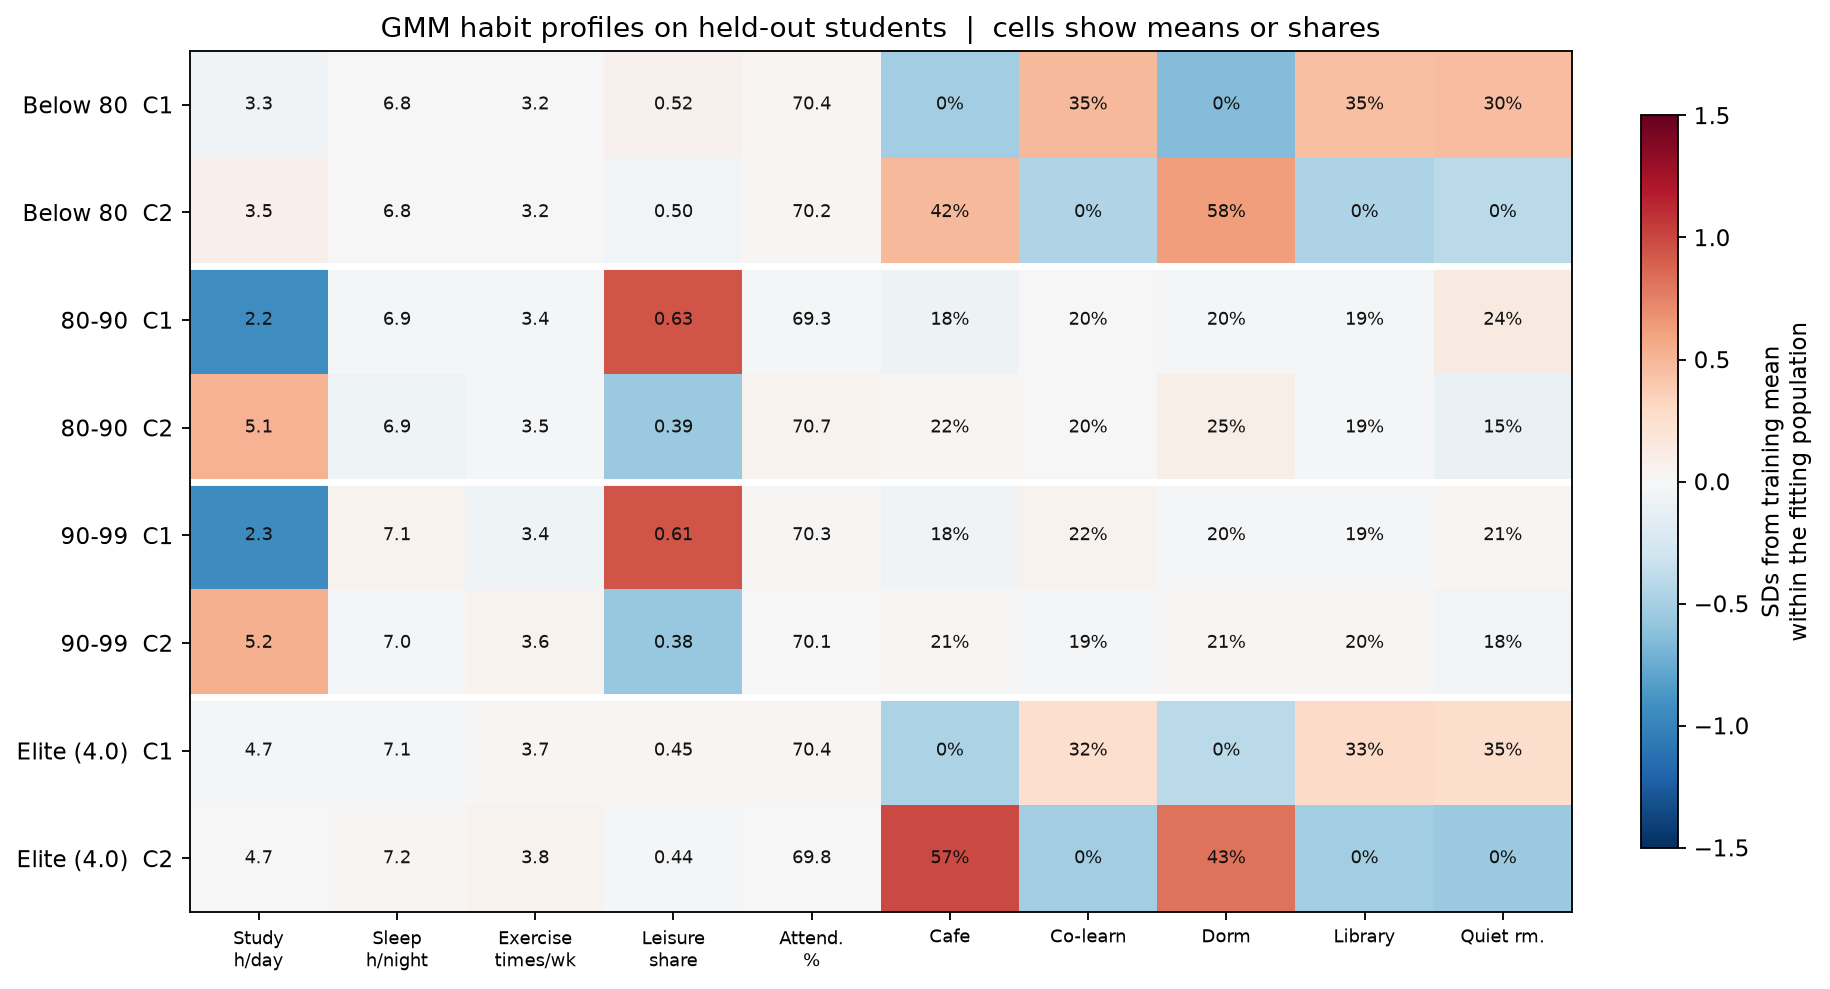 GMM habit profiles on held-out students | cells show means or shares
Below 80 C1 3.3 6.8 3.2 0.52 70.4 0% 35% 0% 35% 30%
Below 80 C2 3.5 6.8 3.2 0.50 70.2 42% 0% 58% 0% 0%
80-90 C1 2.2 6.9 3.4 0.63 69.3 18% 20% 20% 19% 24%
80-90 C2 5.1 6.9 3.5 0.39 70.7 22% 20% 25% 19% 15%
90-99 C1 2.3 7.1 3.4 0.61 70.3 18% 22% 20% 19% 21%
90-99 C2 5.2 7.0 3.6 0.38 70.1 21% 19% 21% 20% 18%
Elite (4.0) C1 4.7 7.1 3.7 0.45 70.4 0% 32% 0% 33% 35%
Elite (4.0) C2 4.7 7.2 3.8 0.44 69.8 57% 0% 43% 0% 0%
Study Sleep Exercise Leisure Attend. Cafe Co-learn Dorm Library Quiet rm.
h/day h/night times/wk share %
1.5
1.0
0.5
0.0
−0.5
−1.0
−1.5
SDs from training mean
within the fitting population